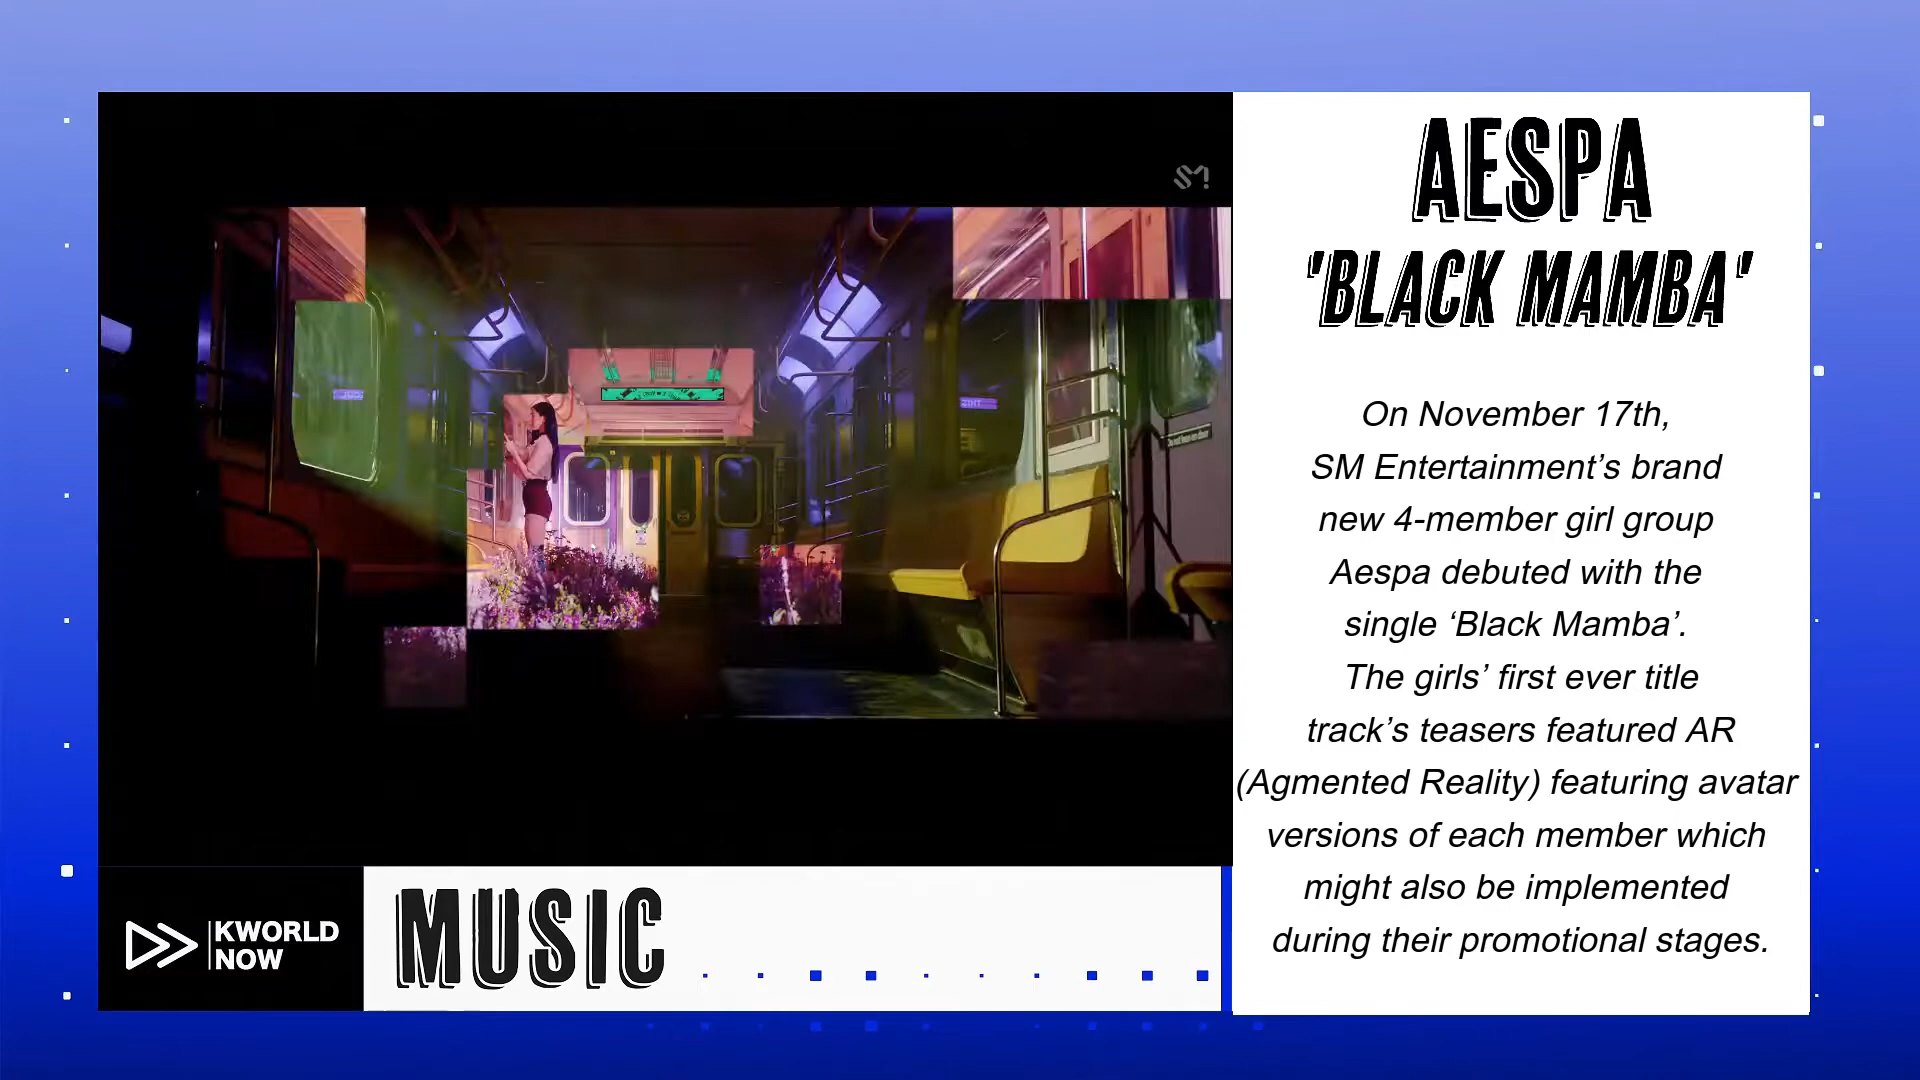 SM
AESPA
'BLACK MAMBA'
On November 17th,
SM Entertainment’s brand
new 4-member girl group
Aespa debuted with the
single ‘Black Mamba’.
The girls’ first ever title
track’s teasers featured AR
(Agmented Reality) featuring avatar
versions of each member which
might also be implemented
during their promotional stages.
KWORLD
NOW
MUSIC